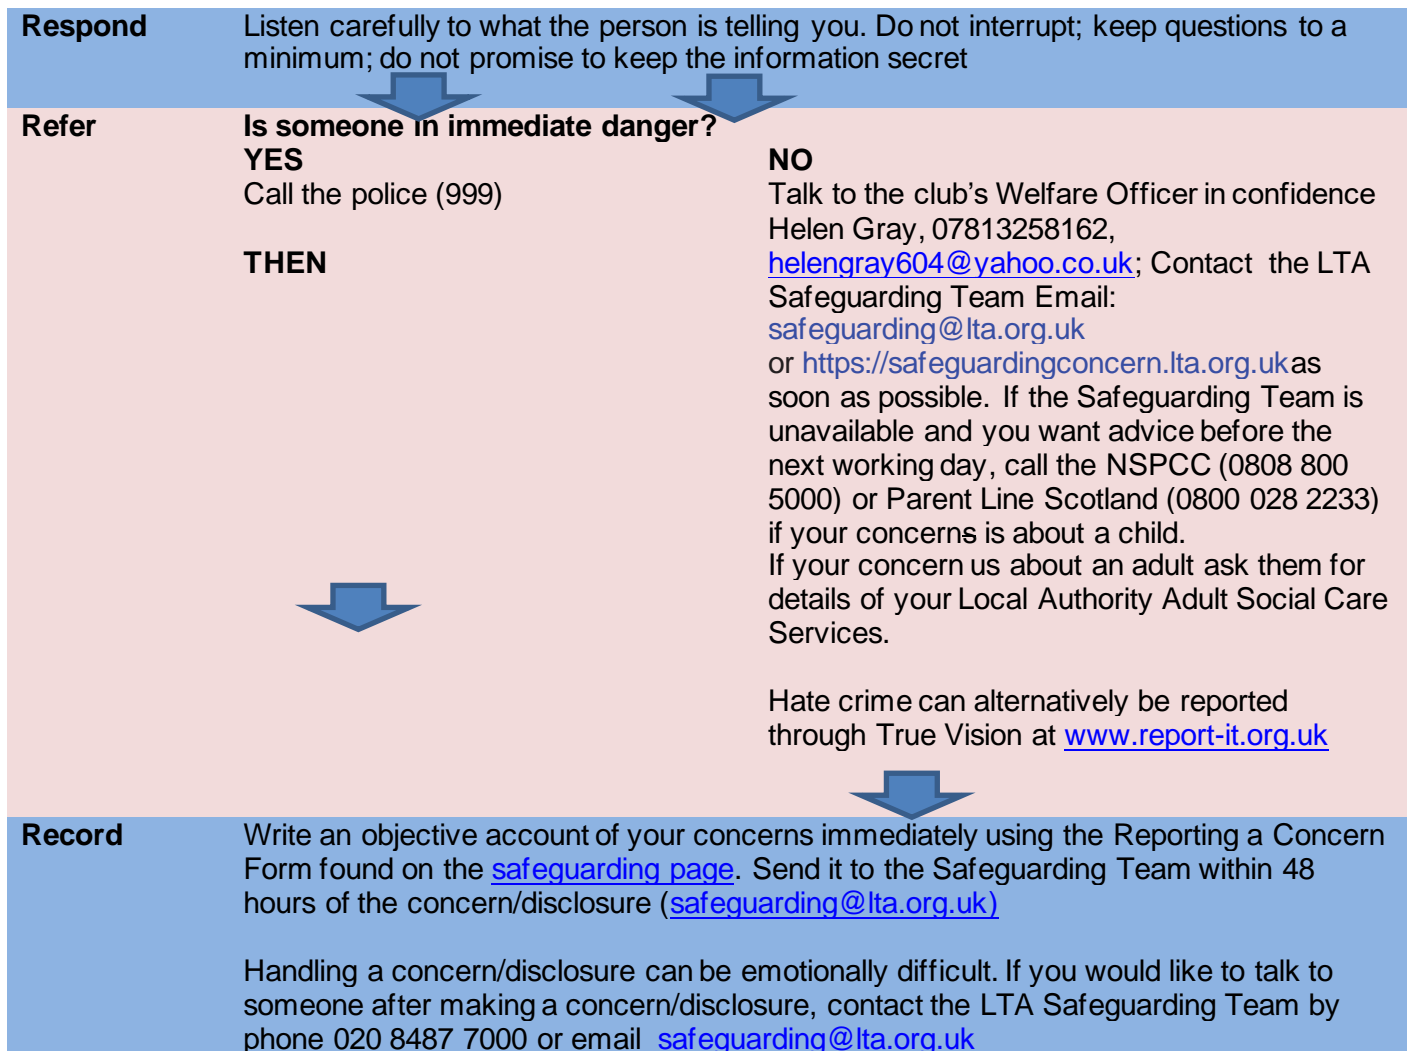 Respond
Listen carefully to what the person is telling you. Do not interrupt; keep questions to a
minimum; do not promise to keep the information secret
Refer
Is someone in immediate danger?
YES
Call the police (999)
THEN
NO
Talk to the club’s Welfare Officer in confidence
Helen Gray, 07813258162,
helengray604@yahoo.co.uk; Contact the LTA
Safeguarding Team Email:
safeguarding@lta.org.uk
or https://safeguardingconcern.lta.org.ukas
soon as possible. If the Safeguarding Team is
unavailable and you want advice before the
next working day, call the NSPCC (0808 800
5000) or Parent Line Scotland (0800 028 2233)
if your concerns is about a child.
If your concern us about an adult ask them for
details of your Local Authority Adult Social Care
Services.
Hate crime can alternatively be reported
through True Vision at www.report-it.org.uk
Record
Write an objective account of your concerns immediately using the Reporting a Concern
Form found on the safeguarding page. Send it to the Safeguarding Team within 48
hours of the concern/disclosure (safeguarding@lta.org.uk)
Handling a concern/disclosure can be emotionally difficult. If you would like to talk to
someone after making a concern/disclosure, contact the LTA Safeguarding Team by
phone 020 8487 7000 or email safeguarding@lta.org.uk